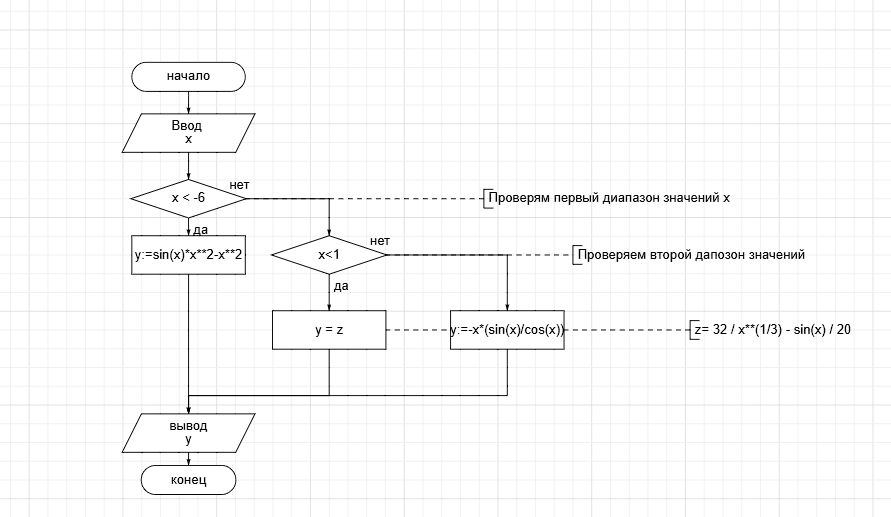 начало
Ввод
x
x < -6
нет
Проверям первый диапазон значений x
да
y:=sin(x)*x**2-x**2
x<1
нет
Проверяем второй дапозон значений
да
y = z
y:=-x*(sin(x)/cos(x))
z= 32 / x**(1/3) - sin(x) / 20
вывод
y
конец